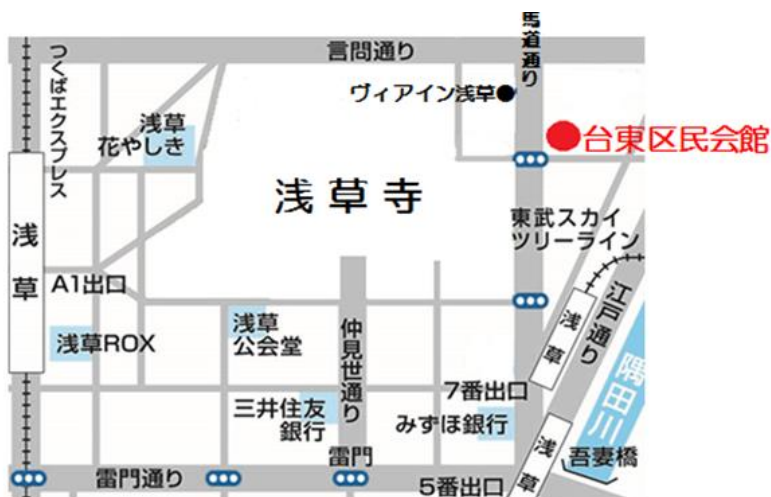 馬道通り
言問通り
つくばエクスプレス
ヴィアイン浅草
浅草
花やしき
台東区民会館
浅草寺
東武スカイ
ツリーライン
浅草
A1出口
江戸通り
浅草ROX
浅草
公会堂
仲見世通り
浅草
隅田川
7番出口
三井住友
銀行
みずほ銀行
雷門
浅草
吾妻橋
雷門通り
5番出口